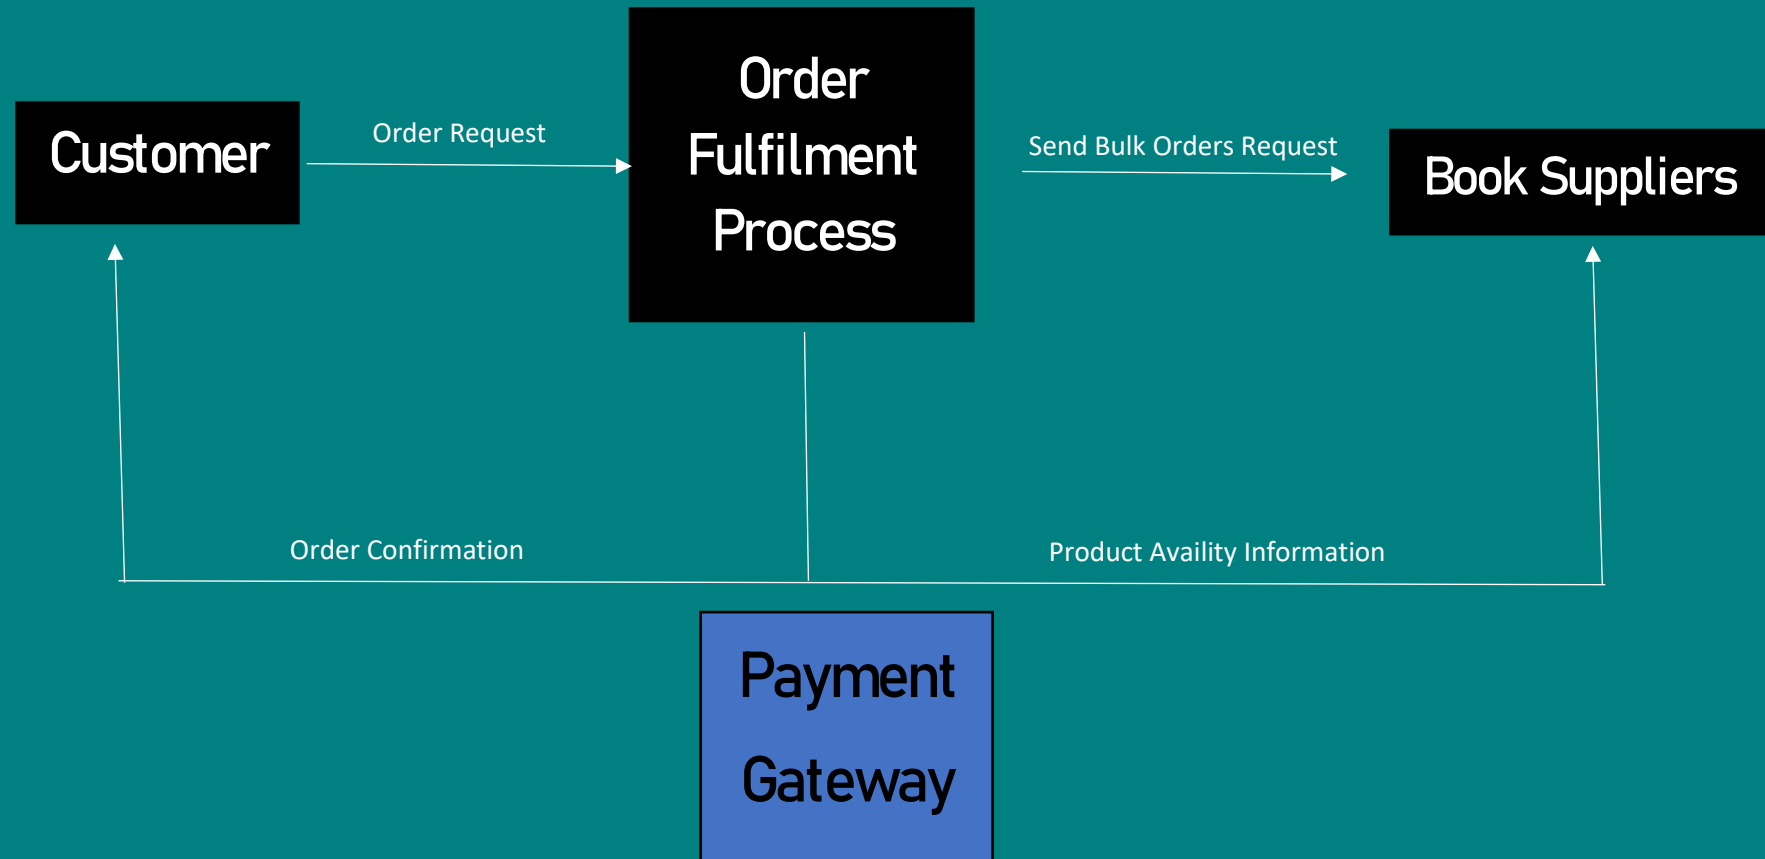 Customer
Order Request
Order
Fulfilment
Process
Send Bulk Orders Request
Book Suppliers
Order Confirmation
Product Availity Information
Payment
Gateway